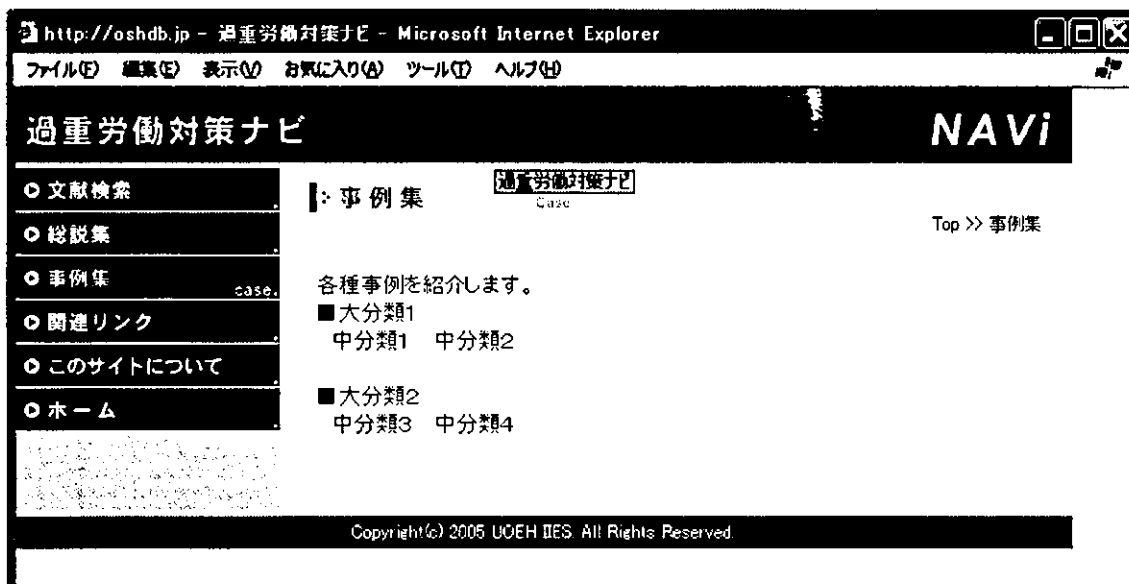 http://oshdb.jp - 過重労働対策ナビ - Microsoft Internet Explorer
ファイル(F) 編集(E) 表示(V) お気に入り(A) ツール(T) ヘルプ(H)
過重労働対策ナビ NAVi
文献検索
総説集
事例集 case
関連リンク
このサイトについて
ホーム
事例集
過重労働対策ナビ
Case
Top >> 事例集
各種事例を紹介します。
■大分類1
中分類1 中分類2
■大分類2
中分類3 中分類4
Copyright(c) 2005 UOEH IIES. All Rights Reserved.